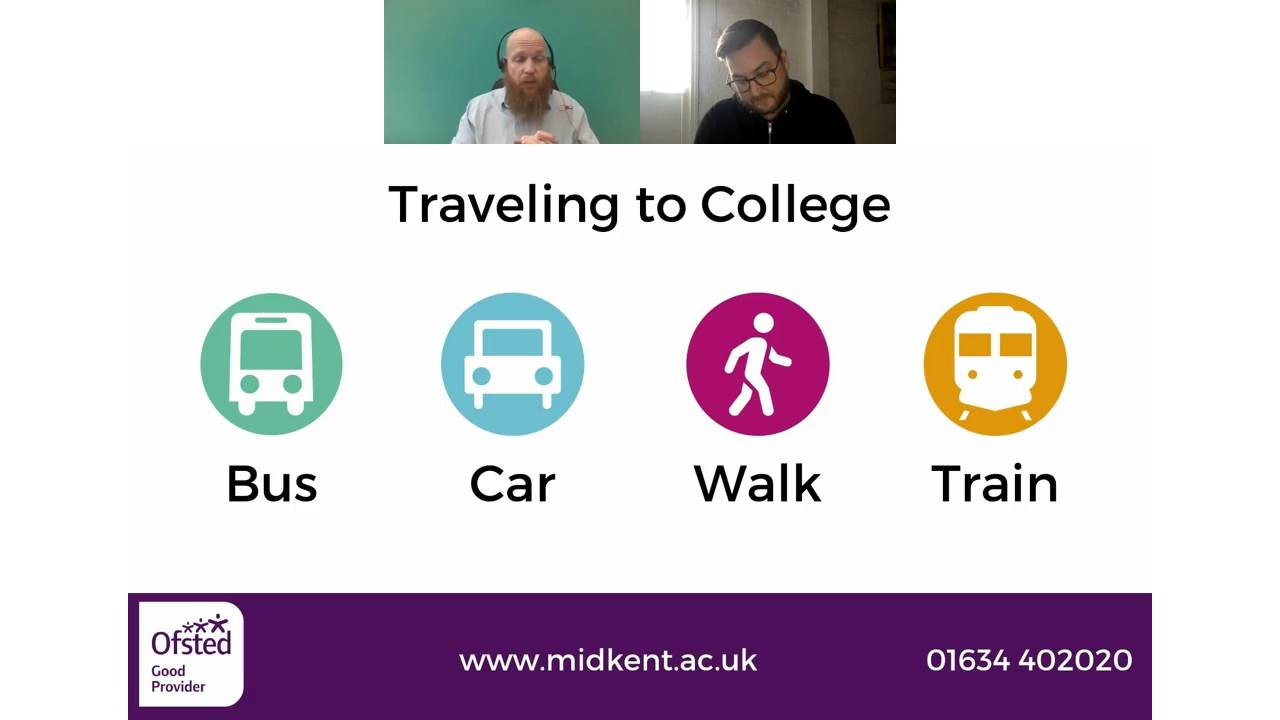 Traveling to College
Bus
Car
Walk
Train
Ofsted
Good
Provider
www.midkent.ac.uk
01634 402020